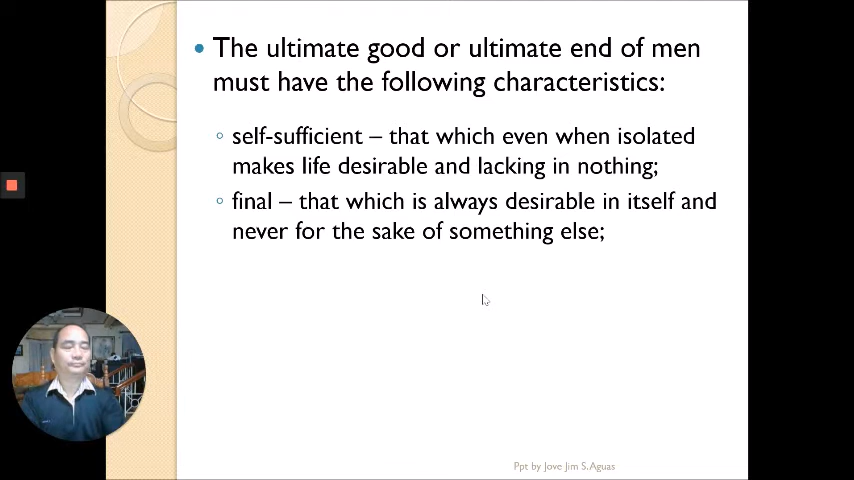 The ultimate good or ultimate end of men
must have the following characteristics:
self-sufficient – that which even when isolated
makes life desirable and lacking in nothing;
final – that which is always desirable in itself and
never for the sake of something else;
Ppt by Jove Jim S. Aguas